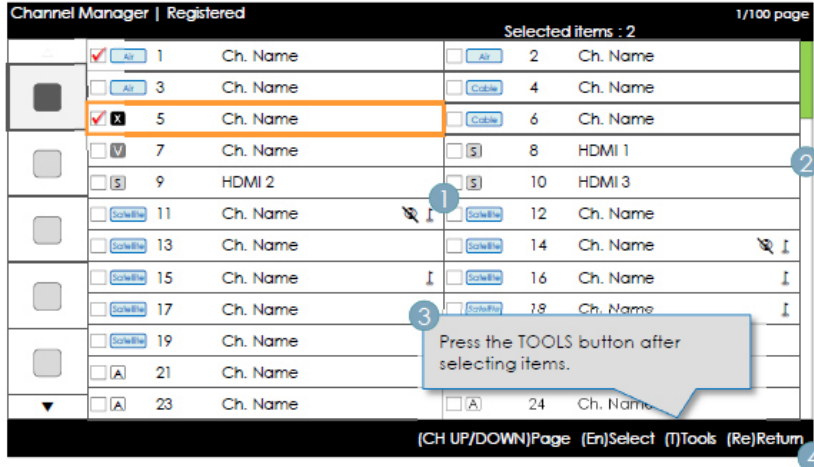 Channel Manager | Registered
1/100 page
Selected items : 2
Air 1 Ch. Name
Air 2 Ch. Name
Air 3 Ch. Name
Cable 4 Ch. Name
X 5 Ch. Name
Cable 6 Ch. Name
V 7 Ch. Name
S 8 HDMI 1
2
S 9 HDMI 2
S 10 HDMI 3
1
Satellite 11 Ch. Name
Satellite 12 Ch. Name
Satellite 13 Ch. Name
Satellite 14 Ch. Name
Satellite 15 Ch. Name
Satellite 16 Ch. Name
Satellite 17 Ch. Name
Satellite 18 Ch. Name
3
Satellite 19 Ch. Name
Press the TOOLS button after
selecting items.
A 21 Ch. Name
A 23 Ch. Name
A 24 Ch. Name
(CH UP/DOWN)Page (En)Select (T)Tools (Re)Return
4